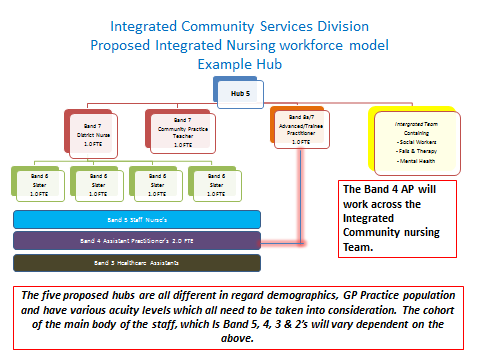 Integrated Community Services Division
Proposed Integrated Nursing workforce model
Example Hub
Hub 5
Band 7
District Nurse
1.0 FTE
Band 7
Community Practice
Teacher
1.0 FTE
Band 8a/7
Advanced/Trainee
Practitioner
1.0 FTE
Intergrated Team
Containing
- Social Workers
- Falls & Therapy
- Mental Health
Band 6
Sister
1.0 FTE
Band 6
Sister
1.0 FTE
Band 6
Sister
1.0 FTE
Band 6
Sister
1.0 FTE
Band 5 Staff Nurse's
Band 4 Assistant Practitioner's 2.0 FTE
Band 3 Healthcare Assistants
The Band 4 AP will
work across the
Integrated
Community nursing
Team.
The five proposed hubs are all different in regard demographics, GP Practice population
and have various acuity levels which all need to be taken into consideration. The cohort
of the main body of the staff, which Is Band 5, 4, 3 & 2's will vary dependent on the
above.